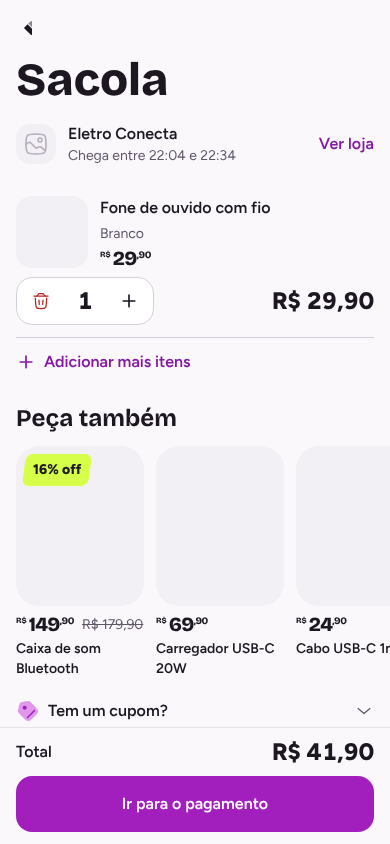 Sacola
Eletro Conecta
Chega entre 22:04 e 22:34
Ver loja
Fone de ouvido com fio
Branco
R$ 29,90
1
R$ 29,90
Adicionar mais itens
Peça também
16% off
R$ 149,90 R$ 179,90
Caixa de som
Bluetooth
R$ 69,90
Carregador USB-C
20W
R$ 24,90
Cabo USB-C 1
Tem um cupom?
Total
R$ 41,90
Ir para o pagamento